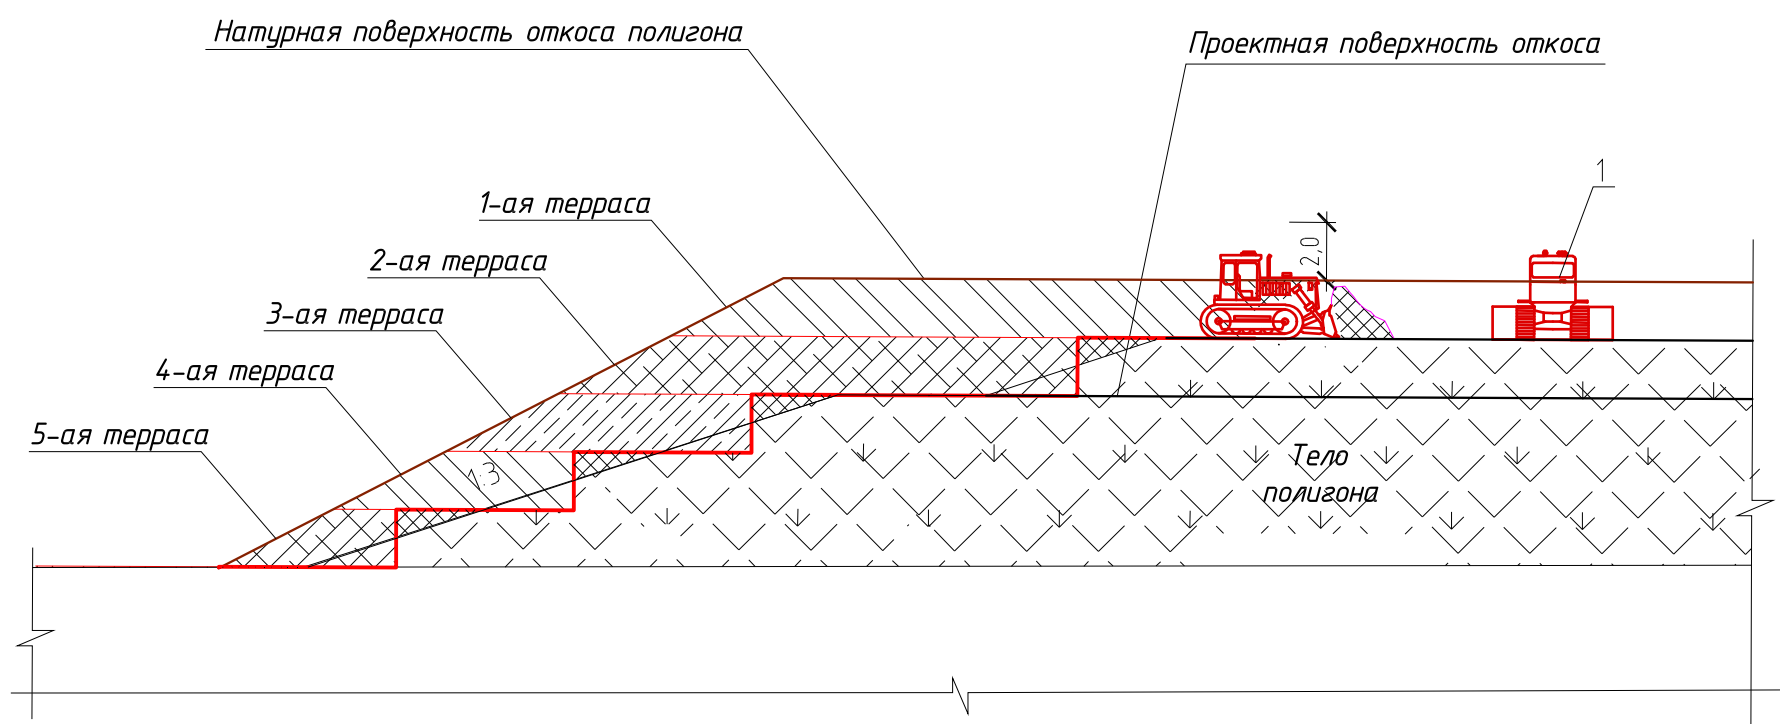 Натурная поверхность откоса полигона
Проектная поверхность откоса
1
1-ая терраса
2,0
2-ая терраса
3-ая терраса
4-ая терраса
5-ая терраса
1:3
Тело
полигона